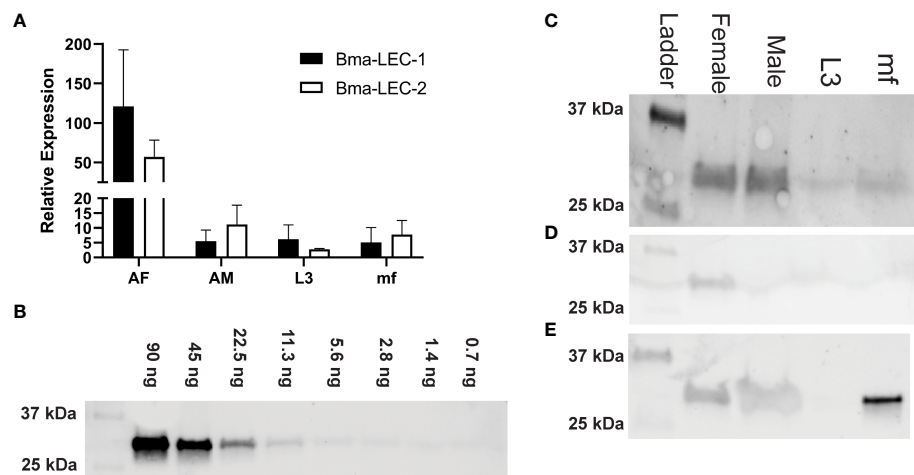 A
200
150
100
50
20
15
10
5
0
Relative Expression
Bma-LEC-1
Bma-LEC-2
AF AM L3 mf
B
90 ng 45 ng 22.5 ng 11.3 ng 5.6 ng 2.8 ng 1.4 ng 0.7 ng
37 kDa
25 kDa
C
Ladder Female Male L3 mf
37 kDa
25 kDa
D
37 kDa
25 kDa
E
37 kDa
25 kDa